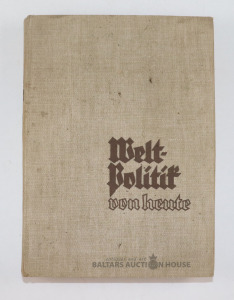 Welt-
Politik
von heute
BALTARS AUCTION HOUSE